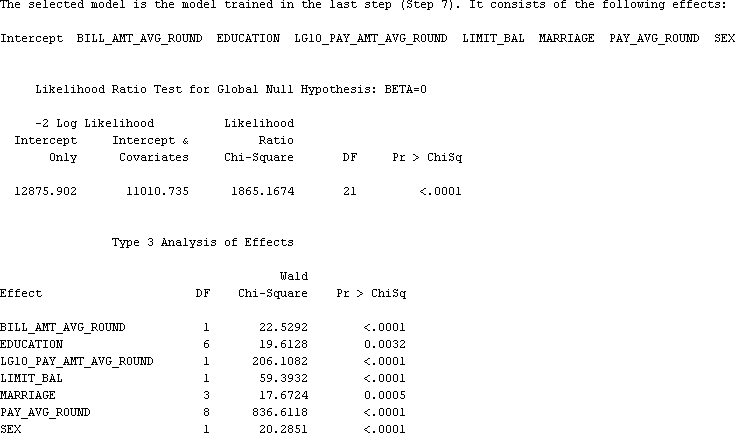 The selected model is the model trained in the last step (Step 7). It consists of the following effects:
Intercept BILL_AMT_AVG_ROUND EDUCATION LG10_PAY_AMT_AVG_ROUND LIMIT_BAL MARRIAGE PAY_AVG_ROUND SEX
Likelihood Ratio Test for Global Null Hypothesis: BETA=0
-2 Log Likelihood Likelihood
Intercept Intercept & Ratio
Only Covariates Chi-Square DF Pr > ChiSq
12875.902 11010.735 1865.1674 21 <.0001
Type 3 Analysis of Effects
Wald
Effect DF Chi-Square Pr > ChiSq
BILL_AMT_AVG_ROUND 1 22.5292 <.0001
EDUCATION 6 19.6128 0.0032
LG10_PAY_AMT_AVG_ROUND 1 206.1082 <.0001
LIMIT_BAL 1 59.3932 <.0001
MARRIAGE 3 17.6724 0.0005
PAY_AVG_ROUND 8 836.6118 <.0001
SEX 1 20.2851 <.0001